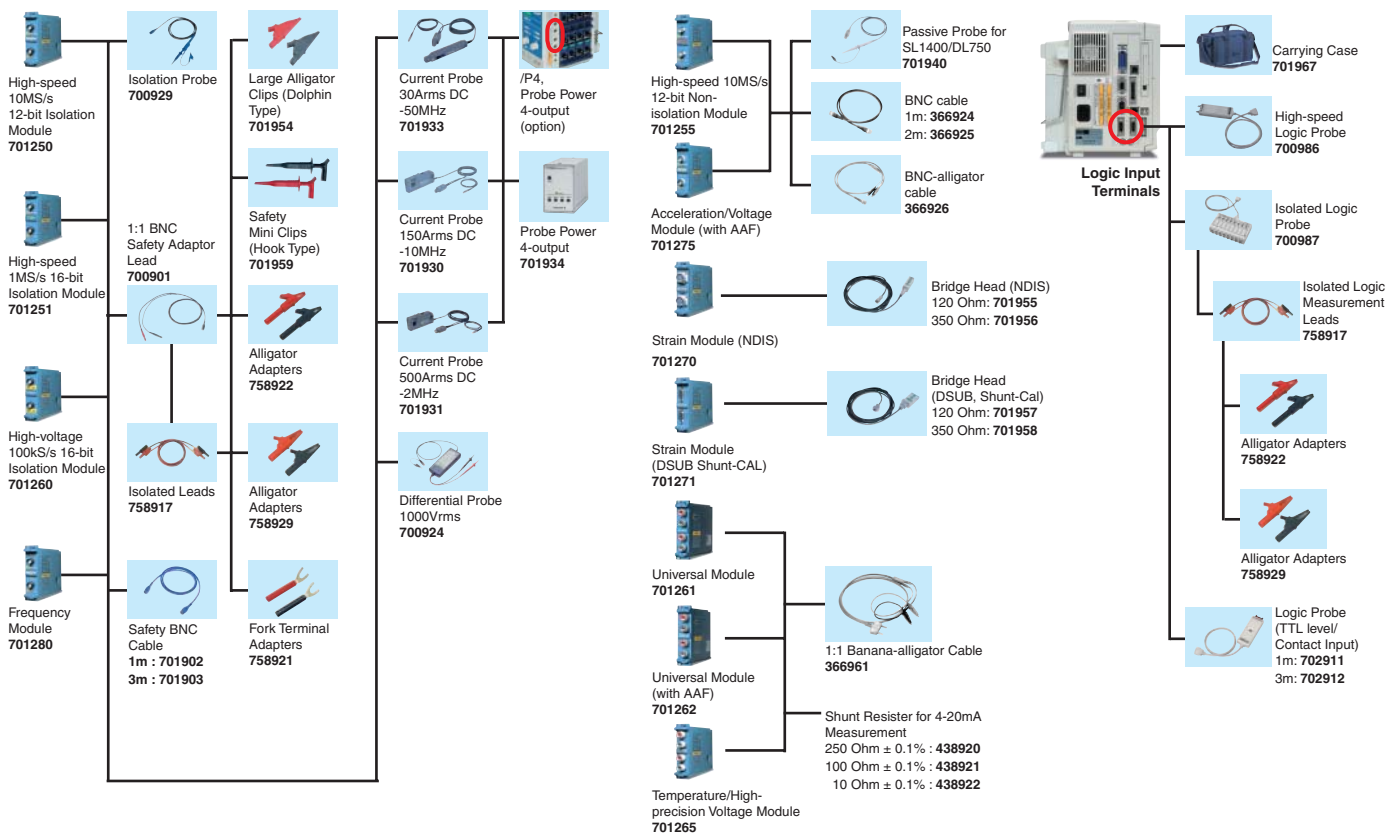 High-speed
10MS/s
12-bit Isolation
Module
701250
High-speed
1MS/s 16-bit
Isolation Module
701251
High-voltage
100kS/s 16-bit
Isolation Module
701260
Frequency
Module
701280
Isolation Probe
700929
1:1 BNC
Safety Adaptor
Lead
700901
Isolated Leads
758917
Safety BNC
Cable
1m : 701902
3m : 701903
Large Alligator
Clips (Dolphin
Type)
701954
Safety
Mini Clips
(Hook Type)
701959
Alligator
Adapters
758922
Alligator
Adapters
758929
Fork Terminal
Adapters
758921
Current Probe
30Arms DC
-50MHz
701933
Current Probe
150Arms DC
-10MHz
701930
Current Probe
500Arms DC
-2MHz
701931
Differential Probe
1000Vrms
700924
/P4,
Probe Power
4-output
(option)
Probe Power
4-output
701934
High-speed 10MS/s
12-bit Non-
isolation Module
701255
Acceleration/Voltage
Module (with AAF)
701275
Strain Module (NDIS)
701270
Strain Module
(DSUB Shunt-CAL)
701271
Universal Module
701261
Universal Module
(with AAF)
701262
Temperature/High-
precision Voltage Module
701265
Passive Probe for
SL1400/DL750
701940
BNC cable
1m: 366924
2m: 366925
BNC-alligator
cable
366926
Bridge Head (NDIS)
120 Ohm: 701955
350 Ohm: 701956
Bridge Head
(DSUB, Shunt-Cal)
120 Ohm: 701957
350 Ohm: 701958
1:1 Banana-alligator Cable
366961
Shunt Resister for 4-20mA
Measurement
250 Ohm ± 0.1% : 438920
100 Ohm ± 0.1% : 438921
10 Ohm ± 0.1% : 438922
Logic Input
Terminals
Carrying Case
701967
High-speed
Logic Probe
700986
Isolated Logic
Probe
700987
Isolated Logic
Measurement
Leads
758917
Alligator Adapters
758922
Alligator Adapters
758929
Logic Probe
(TTL level/
Contact Input)
1m: 702911
3m: 702912